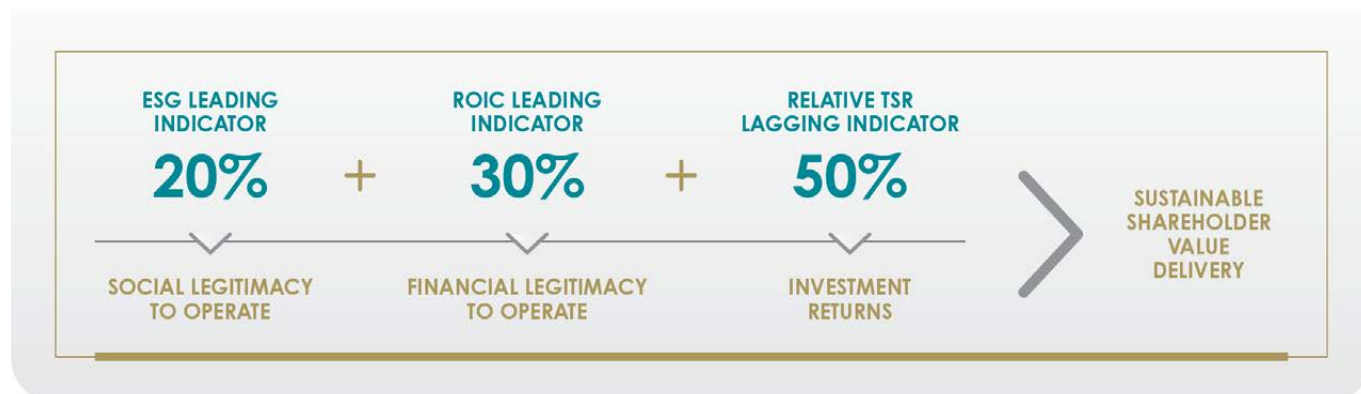 ESG LEADING
INDICATOR
20%
+
ROIC LEADING
INDICATOR
30%
+
RELATIVE TSR
LAGGING INDICATOR
50%
SOCIAL LEGITIMACY
TO OPERATE
FINANCIAL LEGITIMACY
TO OPERATE
INVESTMENT
RETURNS
SUSTAINABLE
SHAREHOLDER
VALUE
DELIVERY